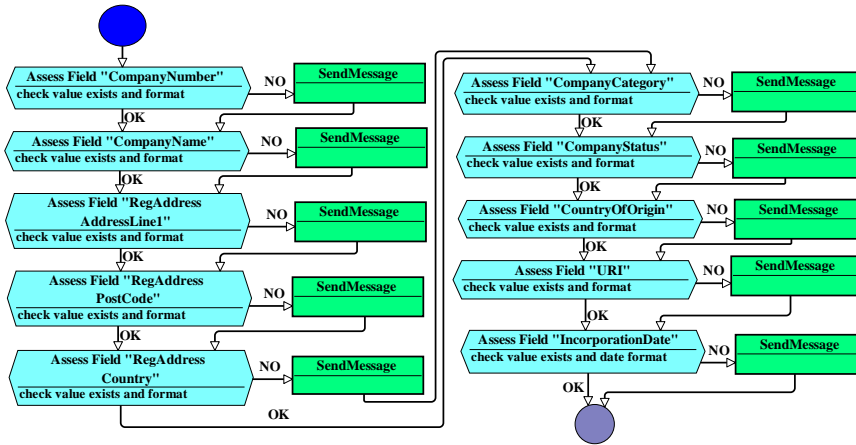 Assess Field "CompanyNumber"
check value exists and format
NO
SendMessage
OK
Assess Field "CompanyName"
check value exists and format
NO
SendMessage
OK
Assess Field "RegAddress
AddressLine1"
check value exists and format
NO
SendMessage
OK
Assess Field "RegAddress
PostCode"
check value exists and format
NO
SendMessage
OK
Assess Field "RegAddress
Country"
check value exists and format
NO
SendMessage
OK
Assess Field "CompanyCategory"
check value exists and format
NO
SendMessage
OK
Assess Field "CompanyStatus"
check value exists and format
NO
SendMessage
OK
Assess Field "CountryOfOrigin"
check value exists and format
NO
SendMessage
OK
Assess Field "URI"
check value exists and format
NO
SendMessage
OK
Assess Field "IncorporationDate"
check value exists and date format
NO
SendMessage
OK